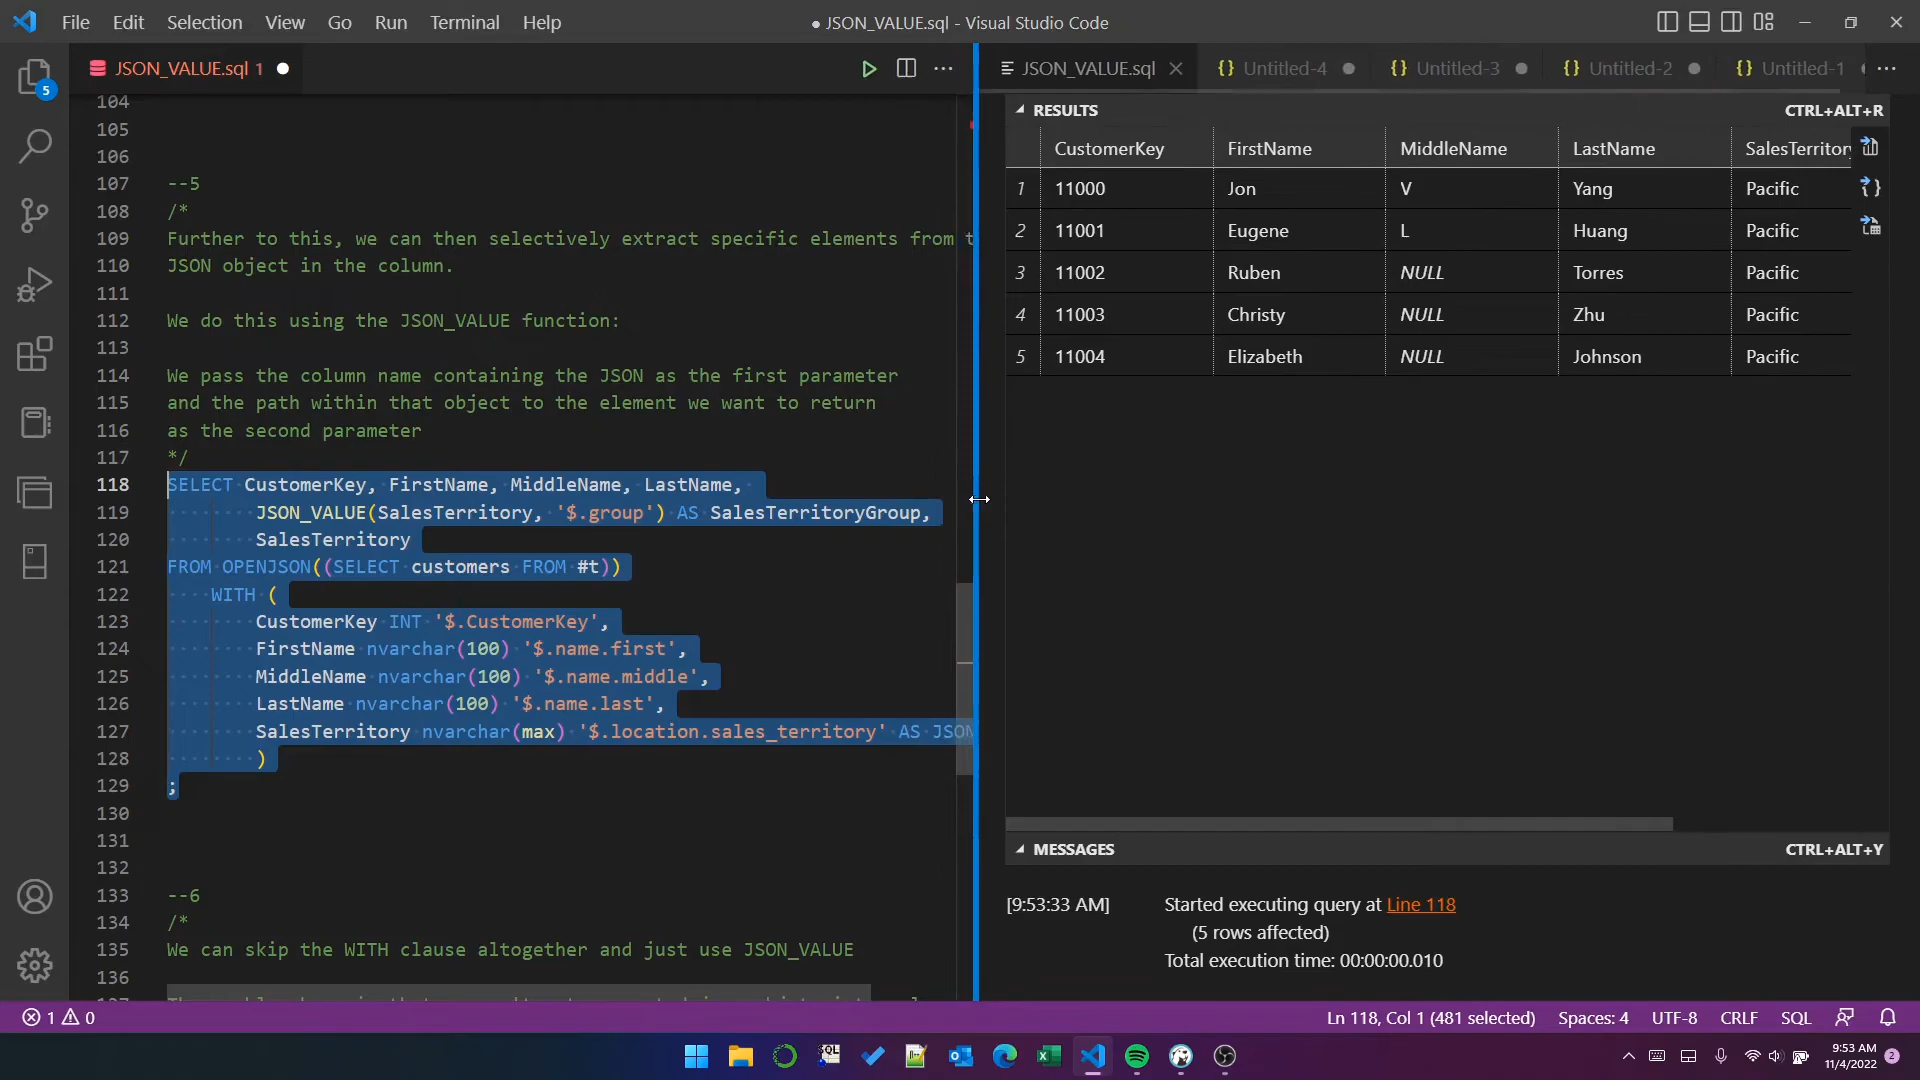 File Edit Selection View Go Run Terminal Help
● JSON_VALUE.sql - Visual Studio Code
5
JSON_VALUE.sql 1
104
105
106
107 --5
108 /*
109 Further to this, we can then selectively extract specific elements from t
110 JSON object in the column.
111
112 We do this using the JSON_VALUE function:
113
114 We pass the column name containing the JSON as the first parameter
115 and the path within that object to the element we want to return
116 as the second parameter
117 */
118 SELECT CustomerKey, FirstName, MiddleName, LastName,
119 JSON_VALUE(SalesTerritory, '$.group') AS SalesTerritoryGroup,
120 SalesTerritory
121 FROM OPENJSON((SELECT customers FROM #t))
122 WITH (
123 CustomerKey INT '$.CustomerKey',
124 FirstName nvarchar(100) '$.name.first',
125 MiddleName nvarchar(100) '$.name.middle',
126 LastName nvarchar(100) '$.name.last',
127 SalesTerritory nvarchar(max) '$.location.sales_territory' AS JSON
128 )
129 ;
130
131
132
133 --6
134 /*
135 We can skip the WITH clause altogether and just use JSON_VALUE
136
JSON_VALUE.sql Untitled-4 Untitled-3 Untitled-2 Untitled-1
RESULTS CTRL+ALT+R
CustomerKey FirstName MiddleName LastName SalesTerritory
1 11000 Jon V Yang Pacific
2 11001 Eugene L Huang Pacific
3 11002 Ruben NULL Torres Pacific
4 11003 Christy NULL Zhu Pacific
5 11004 Elizabeth NULL Johnson Pacific
MESSAGES CTRL+ALT+Y
[9:53:33 AM] Started executing query at Line 118
(5 rows affected)
Total execution time: 00:00:00.010
1 0 Ln 118, Col 1 (481 selected) Spaces: 4 UTF-8 CRLF SQL
SQL
9:53 AM
11/4/2022
2